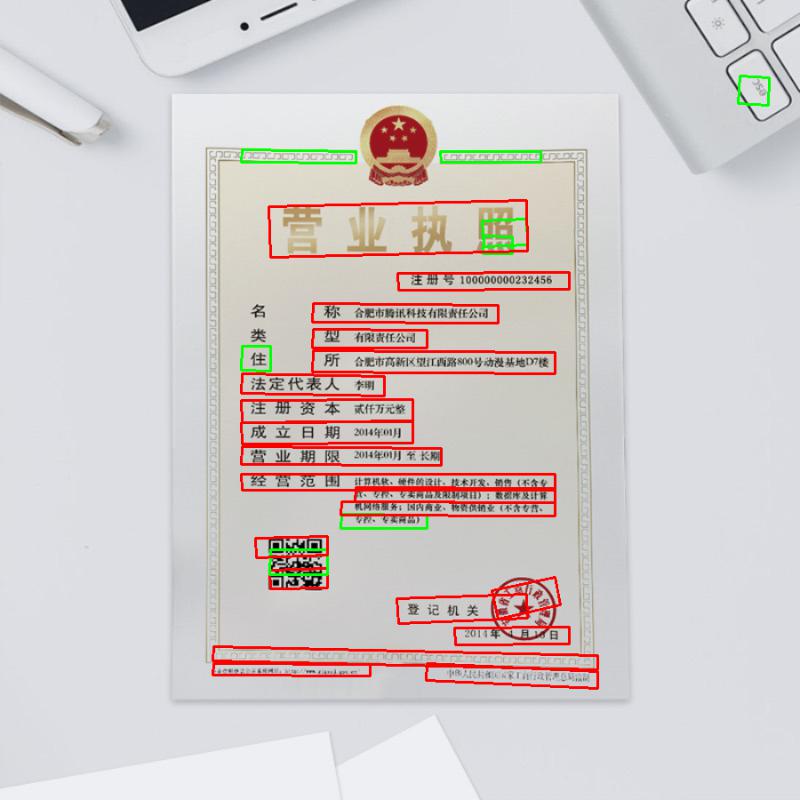 esc
营业执照
注册号 100000000232456
名称 合肥市腾讯科技有限责任公司
类型 有限责任公司
住所 合肥市高新区望江西路800号动漫基地D7楼
法定代表人 李明
注册资本 贰仟万元整
成立日期 2014年01月
营业期限 2014年01月 至 长期
经营范围 计算机软、硬件的设计、技术开发、销售（不含专
、专控、专卖商品及限制项目）；数据库及计算
机网络服务；国内商业、物资供销业（不含专营、
专控、专卖商品）
登记机关
2014年 4月 18日
中华人民共和国国家工商行政管理总局监制